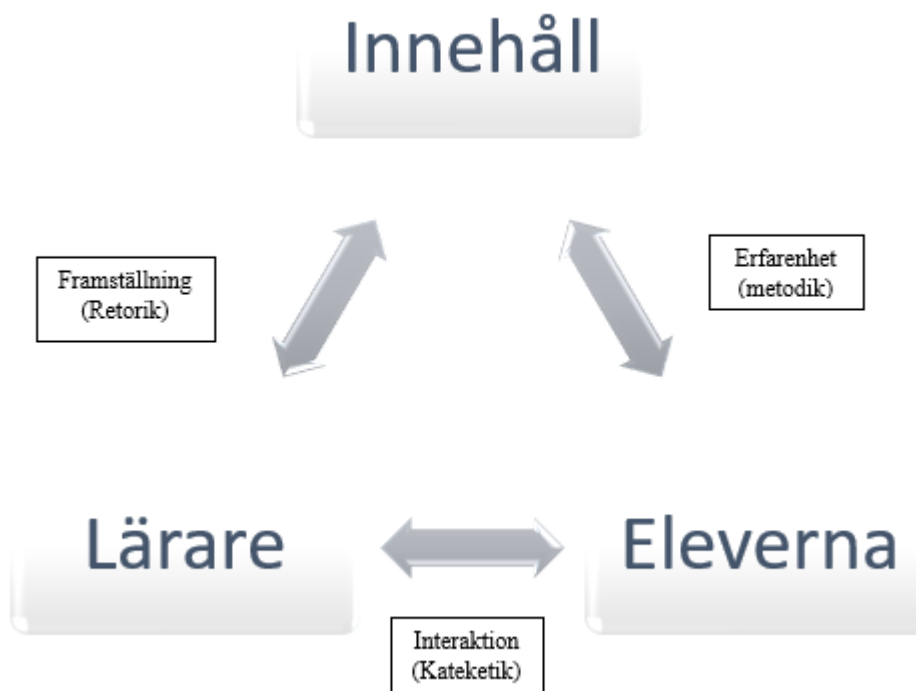 Innehåll
Framställning
(Retorik)
Erfarenhet
(metodik)
Lärare
Eleverna
Interaktion
(Kateketik)